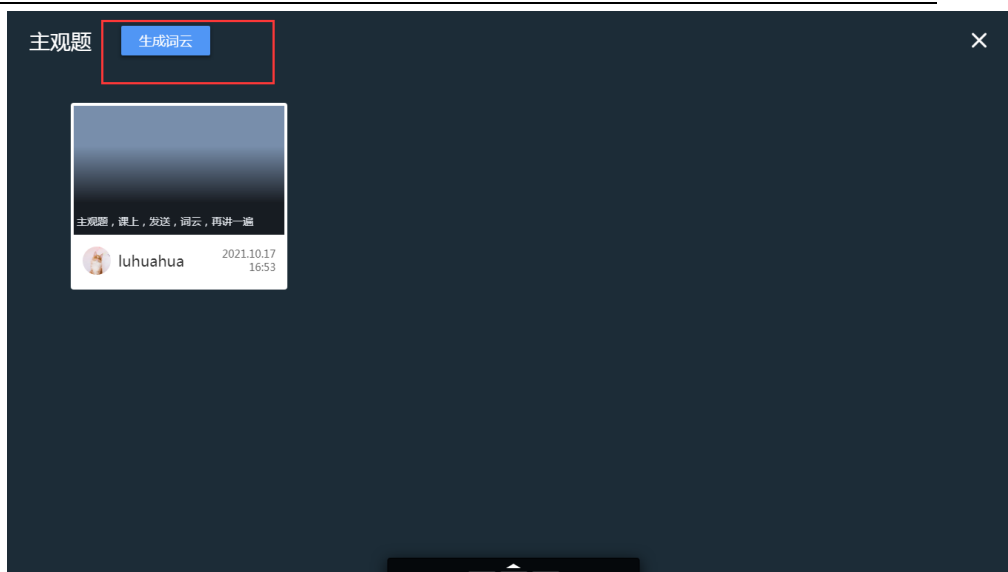 主观题
生成词云
主观题，课上，发送，词云，再讲一遍
luhuahua
2021.10.17
16:53